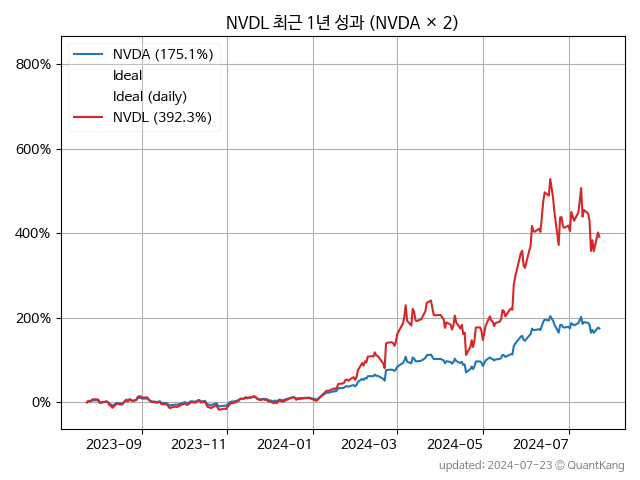 NVDL 최근 1년 성과 (NVDA × 2)
NVDA (175.1%)
Ideal
Ideal (daily)
NVDL (392.3%)
800%
600%
400%
200%
0%
2023-09
2023-11
2024-01
2024-03
2024-05
2024-07
updated: 2024-07-23 © QuantKang